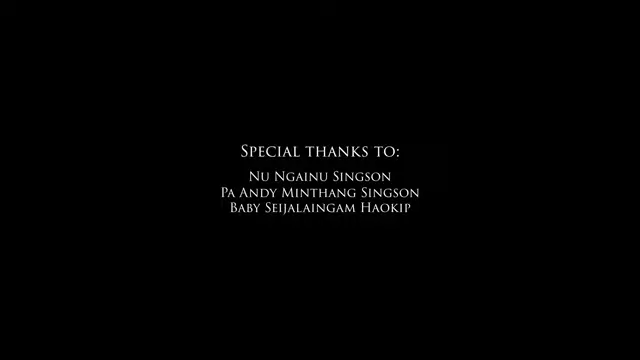 Special thanks to:
Nu Ngainu Singson
Pa Andy Minthang Singson
Baby Seijalaingam Haokip